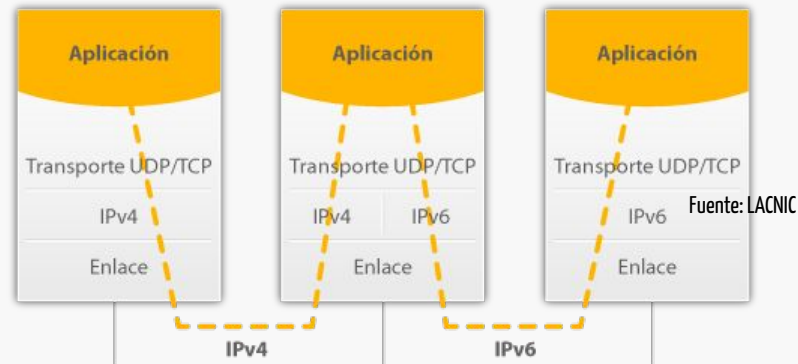 Aplicación
Transporte UDP/TCP
IPv4
Enlace
Aplicación
Transporte UDP/TCP
IPv4 IPv6
Enlace
Aplicación
Transporte UDP/TCP
IPv6
Enlace
Fuente: LACNIC
IPv4
IPv6